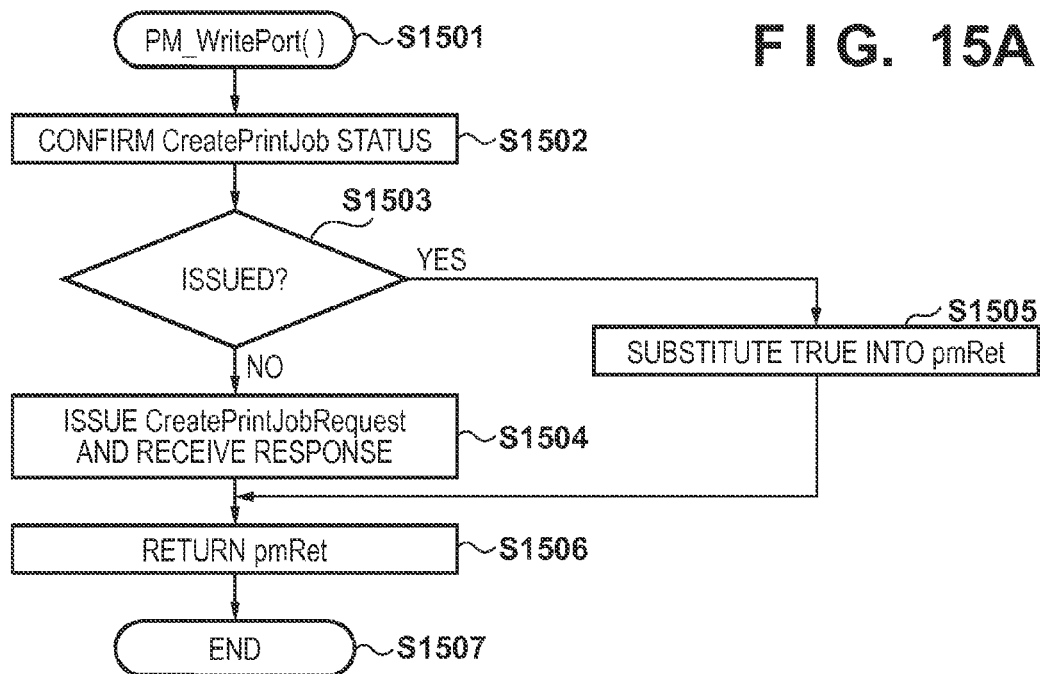 FIG. 15A
PM_WritePort( ) S1501
CONFIRM CreatePrintJob STATUS S1502
S1503
ISSUED?
YES
NO
S1505
SUBSTITUTE TRUE INTO pmRet
ISSUE CreatePrintJobRequest
AND RECEIVE RESPONSE
S1504
RETURN pmRet S1506
END S1507